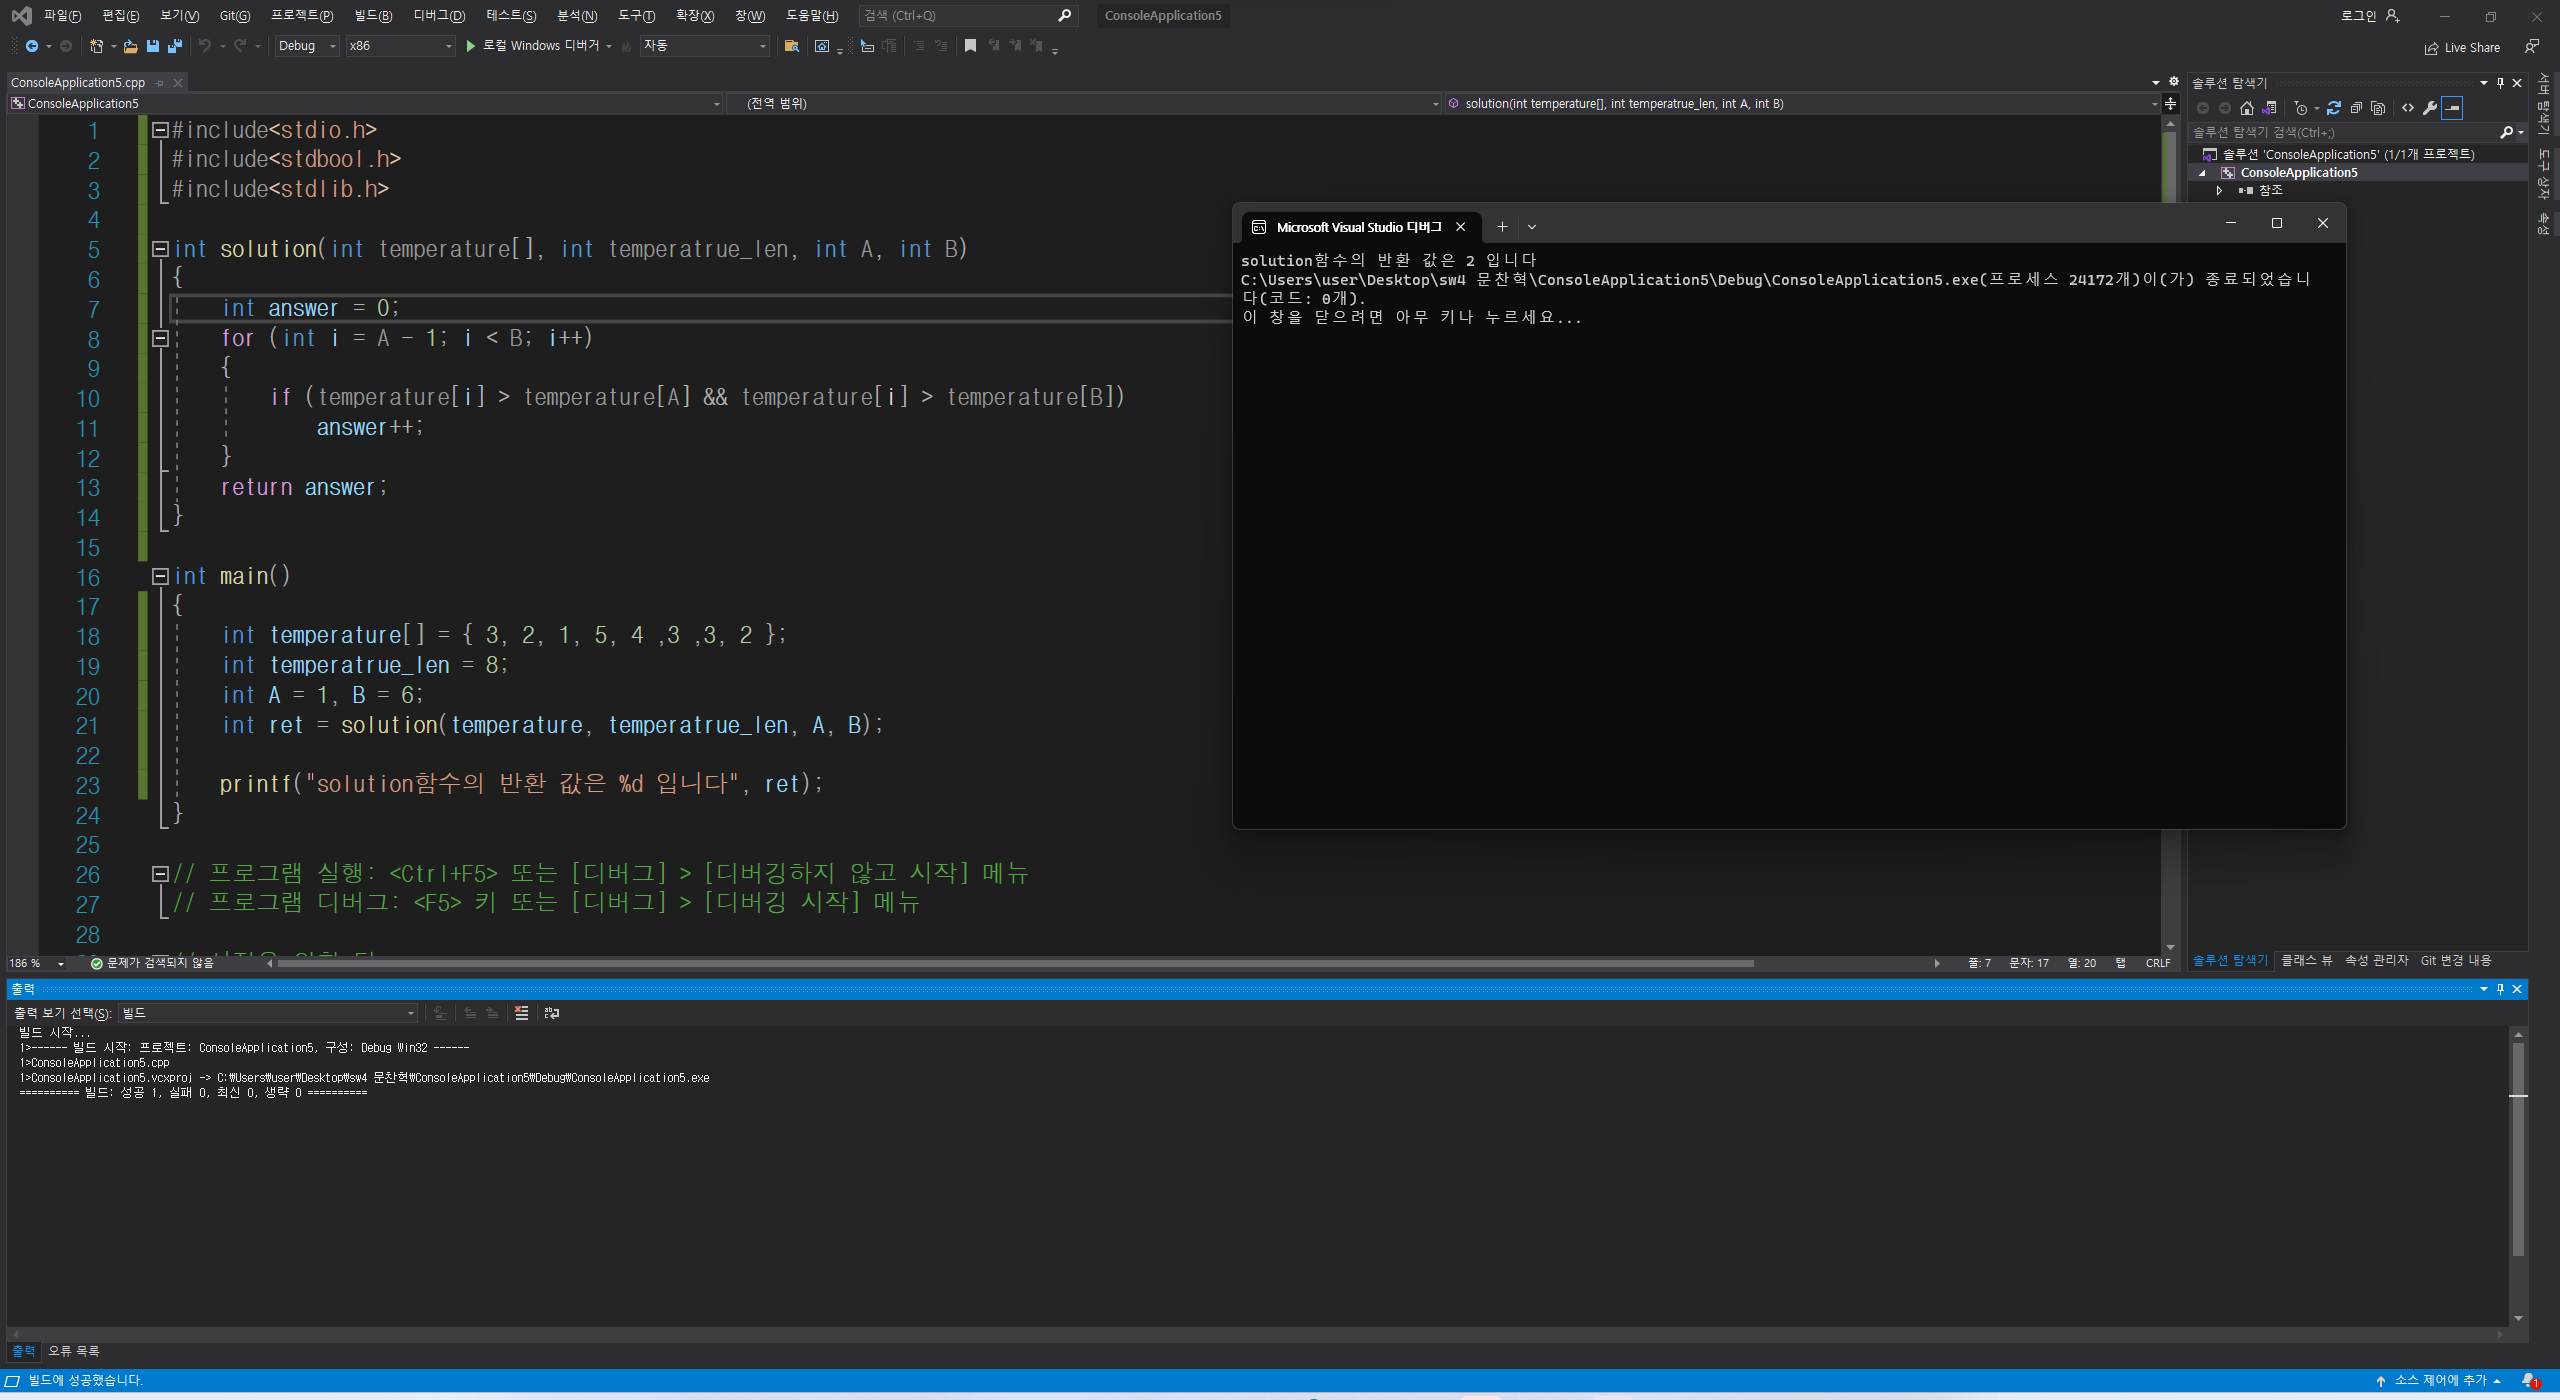 파일(F) 편집(E) 보기(V) Git(G) 프로젝트(P) 빌드(B) 디버그(D) 테스트(S) 분석(N) 도구(T) 확장(X) 창(W) 도움말(H) 검색 (Ctrl+Q) ConsoleApplication5 로그인
Debug x86 로컬 Windows 디버거 자동 Live Share
ConsoleApplication5.cpp
ConsoleApplication5 (전역 범위) solution(int temperature[], int temperatrue_len, int A, int B)
1 #include<stdio.h>
2 #include<stdbool.h>
3 #include<stdlib.h>
4
5 int solution(int temperature[], int temperatrue_len, int A, int B)
6 {
7 int answer = 0;
8 for (int i = A - 1; i < B; i++)
9 {
10 if (temperature[i] > temperature[A] && temperature[i] > temperature[B])
11 answer++;
12 }
13 return answer;
14 }
15
16 int main()
17 {
18 int temperature[] = { 3, 2, 1, 5, 4 ,3 ,3, 2 };
19 int temperatrue_len = 8;
20 int A = 1, B = 6;
21 int ret = solution(temperature, temperatrue_len, A, B);
22
23 printf("solution함수의 반환 값은 %d 입니다", ret);
24 }
25
26 // 프로그램 실행: <Ctrl+F5> 또는 [디버그] > [디버깅하지 않고 시작] 메뉴
27 // 프로그램 디버그: <F5> 키 또는 [디버그] > [디버깅 시작] 메뉴
28
186 % 문제가 검색되지 않음 줄: 7 문자: 17 열: 20 탭 CRLF
Microsoft Visual Studio 디버그
solution함수의 반환 값은 2 입니다
C:\Users\user\Desktop\sw4 문찬혁\ConsoleApplication5\Debug\ConsoleApplication5.exe(프로세스 24172개)이(가) 종료되었습니
다(코드: 0개).
이 창을 닫으려면 아무 키나 누르세요...
솔루션 탐색기
솔루션 탐색기 검색(Ctrl+;)
솔루션 'ConsoleApplication5' (1/1개 프로젝트)
ConsoleApplication5
참조
솔루션 탐색기 클래스 뷰 속성 관리자 Git 변경 내용
서버 탐색기
도구 상자
속성
출력
출력 보기 선택(S): 빌드
빌드 시작...
1>------ 빌드 시작: 프로젝트: ConsoleApplication5, 구성: Debug Win32 ------
1>ConsoleApplication5.cpp
1>ConsoleApplication5.vcxproj -> C:₩Users₩user₩Desktop₩sw4 문찬혁₩ConsoleApplication5₩Debug₩ConsoleApplication5.exe
========== 빌드: 성공 1, 실패 0, 최신 0, 생략 0 ==========
출력 오류 목록
빌드에 성공했습니다. 소스 제어에 추가 1